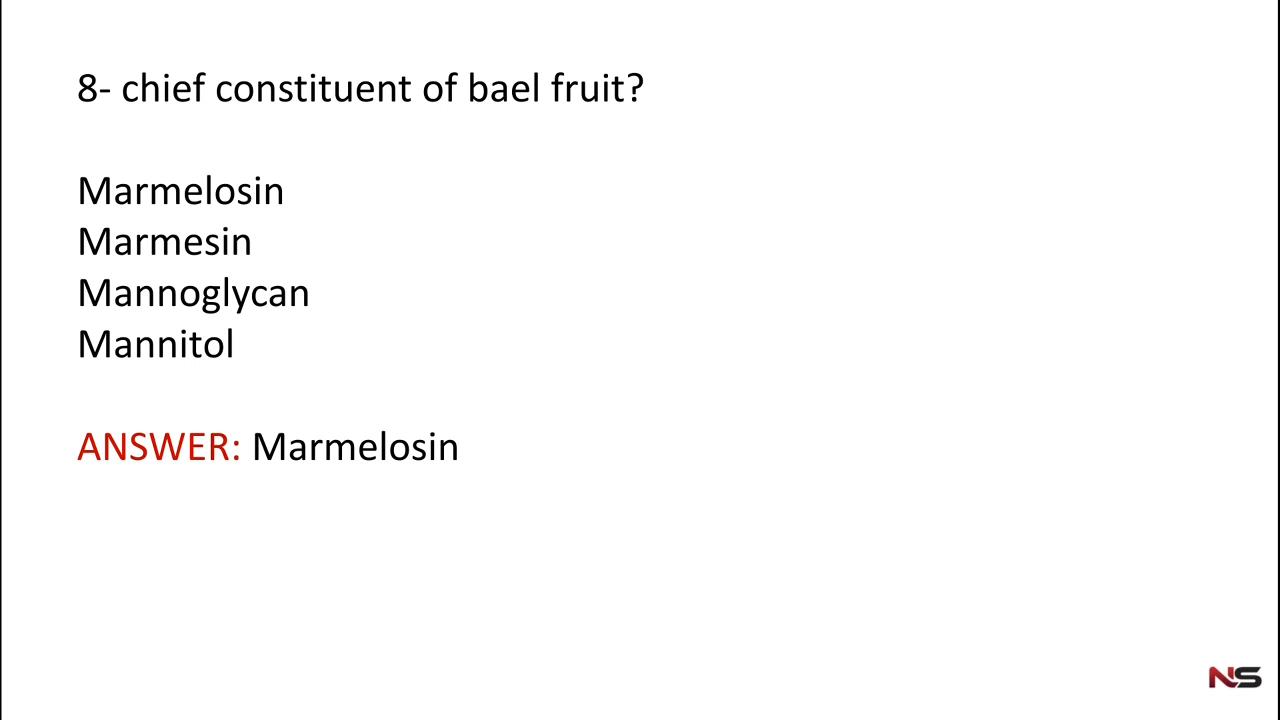 8- chief constituent of bael fruit?
Marmelosin
Marmesin
Mannoglycan
Mannitol
ANSWER: Marmelosin
NS